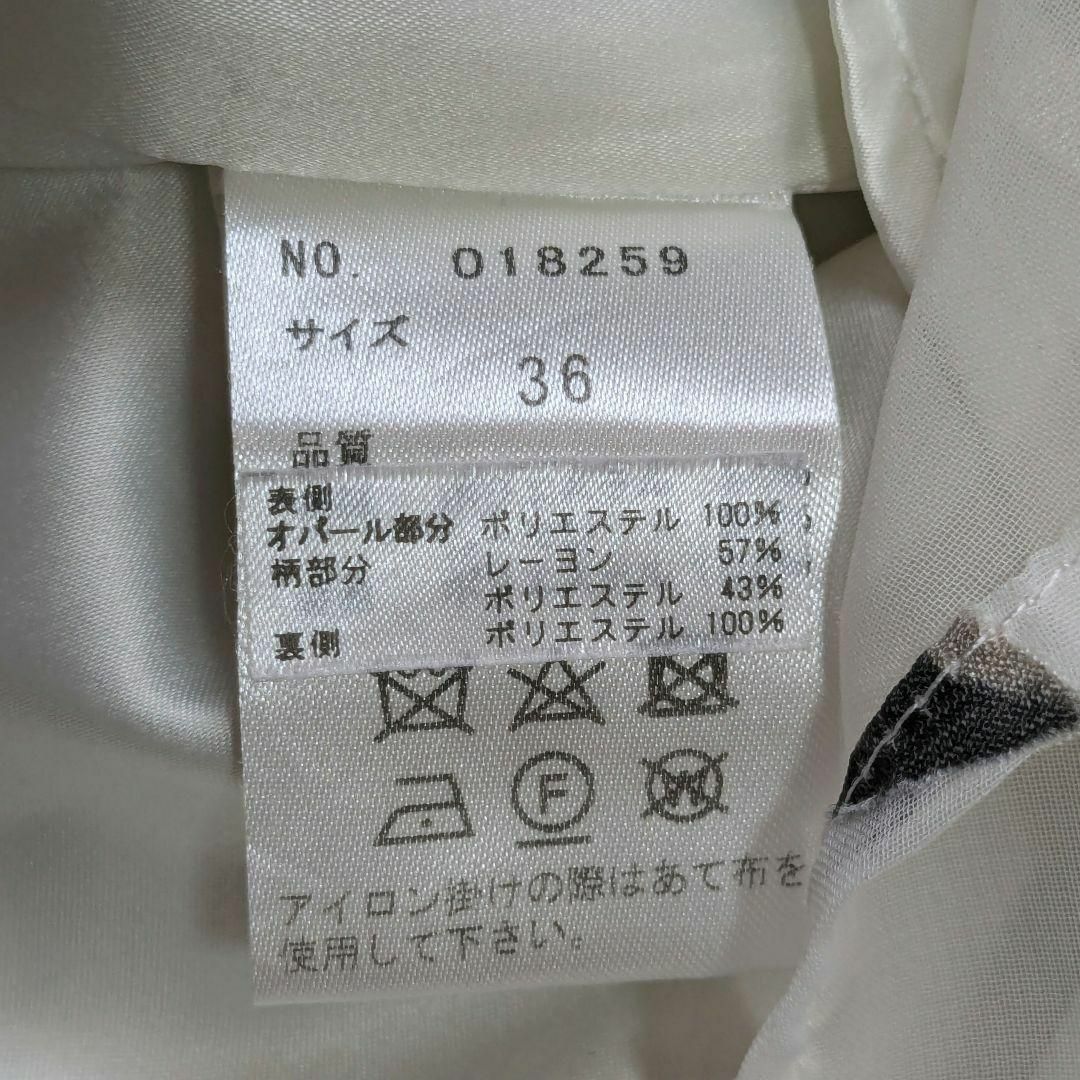 NO. 018259
サイズ
36
品質
表側
オパール部分 ポリエステル 100%
柄部分 レーヨン 57%
ポリエステル 43%
裏側 ポリエステル 100%
F W
アイロン掛けの際はあて布を
使用して下さい。